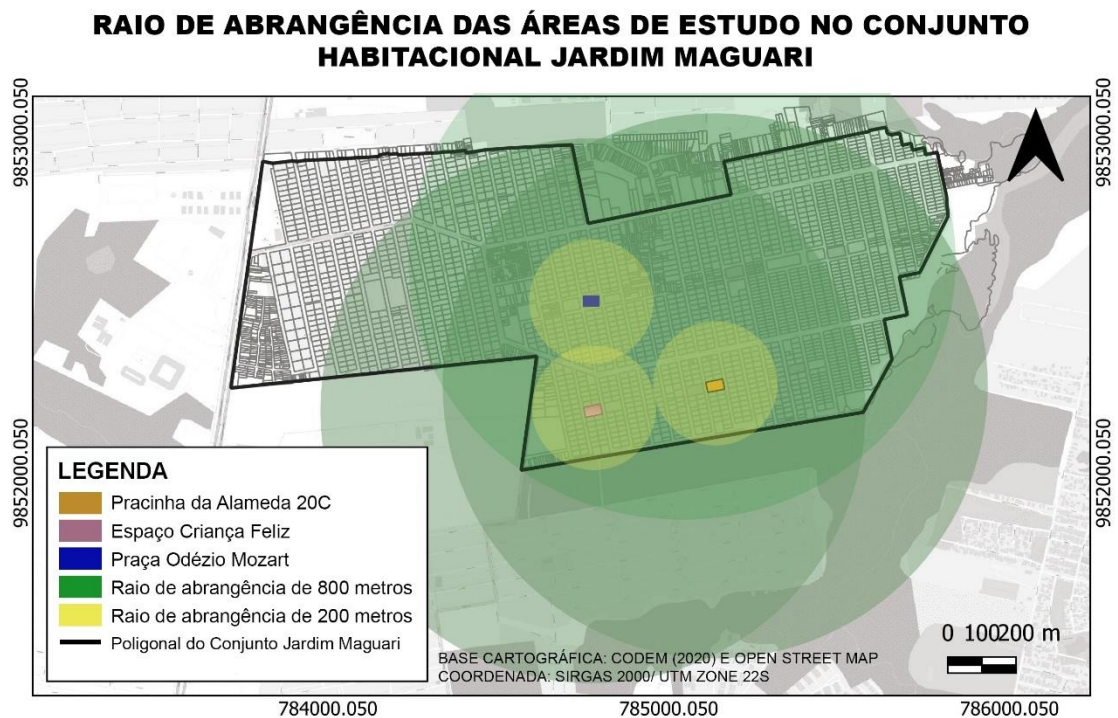 RAIO DE ABRANGÊNCIA DAS ÁREAS DE ESTUDO NO CONJUNTO
HABITACIONAL JARDIM MAGUARI
9853000.050
9853000.050
9852000.050
9852000.050
LEGENDA
Pracinha da Alameda 20C
Espaço Criança Feliz
Praça Odézio Mozart
Raio de abrangência de 800 metros
Raio de abrangência de 200 metros
Poligonal do Conjunto Jardim Maguari
0 100200 m
BASE CARTOGRÁFICA: CODEM (2020) E OPEN STREET MAP
COORDENADA: SIRGAS 2000/ UTM ZONE 22S
784000.050
785000.050
786000.050